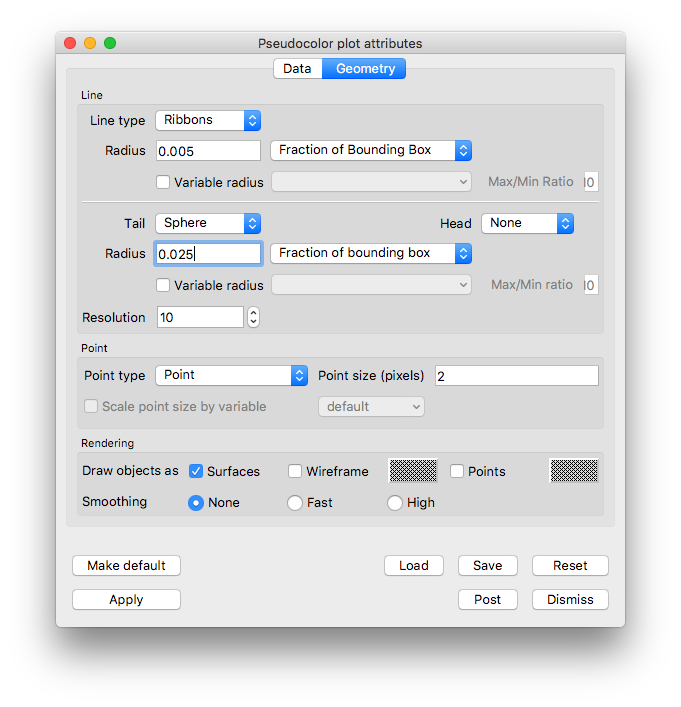 Pseudocolor plot attributes
Data Geometry
Line
Line type Ribbons
Radius 0.005 Fraction of Bounding Box
Variable radius Max/Min Ratio 10
Tail Sphere Head None
Radius 0.025 Fraction of bounding box
Variable radius Max/Min ratio 10
Resolution 10
Point
Point type Point Point size (pixels) 2
Scale point size by variable default
Rendering
Draw objects as Surfaces Wireframe Points
Smoothing None Fast High
Make default Load Save Reset
Apply Post Dismiss